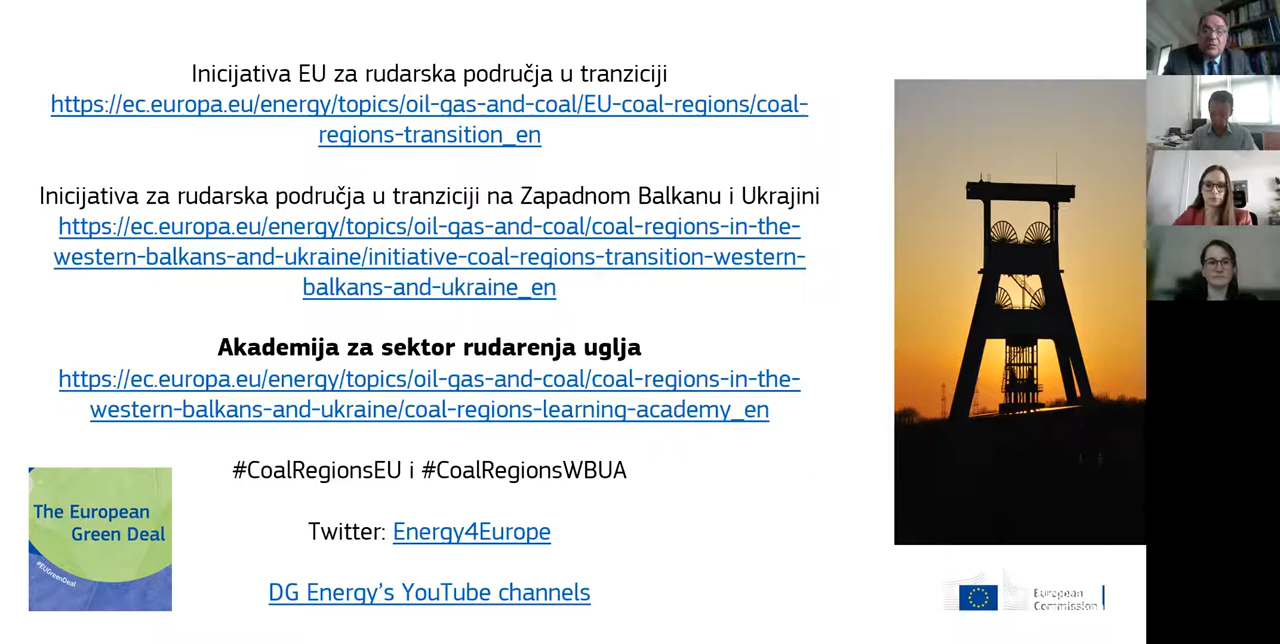 Inicijativa EU za rudarska područja u tranziciji
https://ec.europa.eu/energy/topics/oil-gas-and-coal/EU-coal-regions/coal-
regions-transition_en
Inicijativa za rudarska područja u tranziciji na Zapadnom Balkanu i Ukrajini
https://ec.europa.eu/energy/topics/oil-gas-and-coal/coal-regions-in-the-
western-balkans-and-ukraine/initiative-coal-regions-transition-western-
balkans-and-ukraine_en
Akademija za sektor rudarenja uglja
https://ec.europa.eu/energy/topics/oil-gas-and-coal/coal-regions-in-the-
western-balkans-and-ukraine/coal-regions-learning-academy_en
#CoalRegionsEU i #CoalRegionsWBUA
Twitter: Energy4Europe
DG Energy’s YouTube channels
The European
Green Deal
#EUGreenDeal
European
Commission